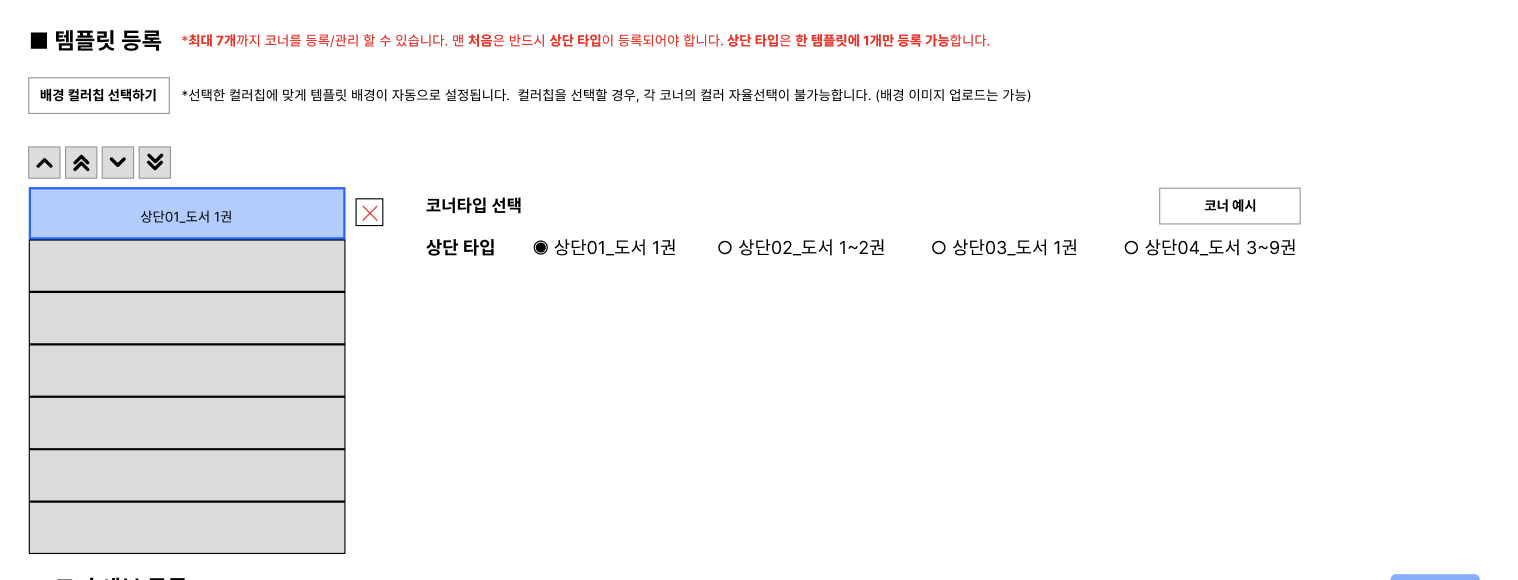 ■ 템플릿 등록 *최대 7개까지 코너를 등록/관리 할 수 있습니다. 맨 처음은 반드시 상단 타입이 등록되어야 합니다. 상단 타입은 한 템플릿에 1개만 등록 가능합니다.
배경 컬러칩 선택하기 *선택한 컬러칩에 맞게 템플릿 배경이 자동으로 설정됩니다. 컬러칩을 선택할 경우, 각 코너의 컬러 자율선택이 불가능합니다. (배경 이미지 업로드는 가능)
상단01_도서 1권
코너타입 선택
코너 예시
상단 타입 상단01_도서 1권 상단02_도서 1~2권 상단03_도서 1권 상단04_도서 3~9권